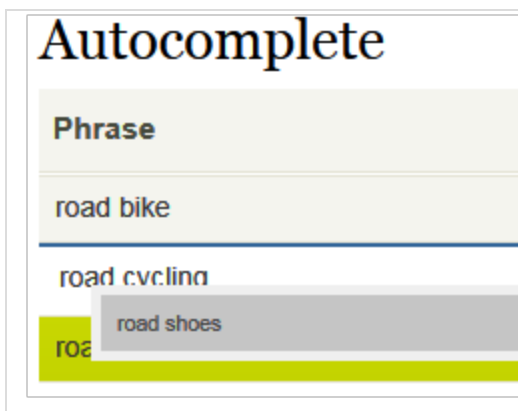 Autocomplete
Phrase
road bike
road cycling
road shoes